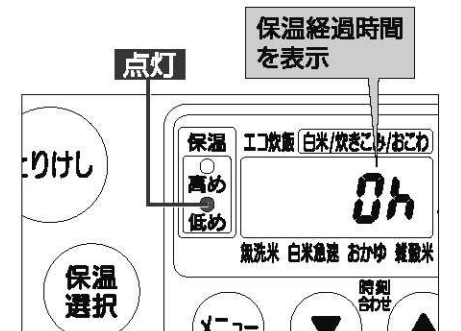 保温経過時間
を表示
点灯
保温
エコ炊飯 白米/炊きこみ/おこわ
高め
低め
0h
無洗米 白米急速 おかゆ 雑穀米
とりけし
保温
選択
時刻
合わせ
メニュー